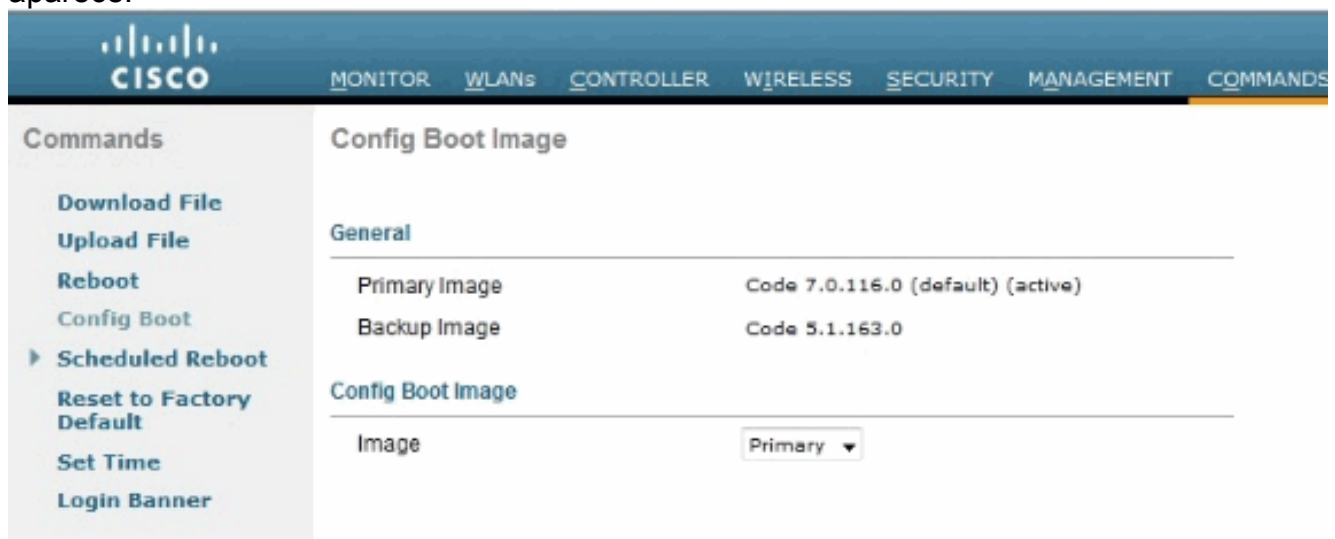 aparece.
CISCO
MONITOR WLANs CONTROLLER WIRELESS SECURITY MANAGEMENT COMMANDS
Commands
Download File
Upload File
Reboot
Config Boot
Scheduled Reboot
Reset to Factory
Default
Set Time
Login Banner
Config Boot Image
General
Primary Image Code 7.0.116.0 (default) (active)
Backup Image Code 5.1.163.0
Config Boot Image
Image Primary